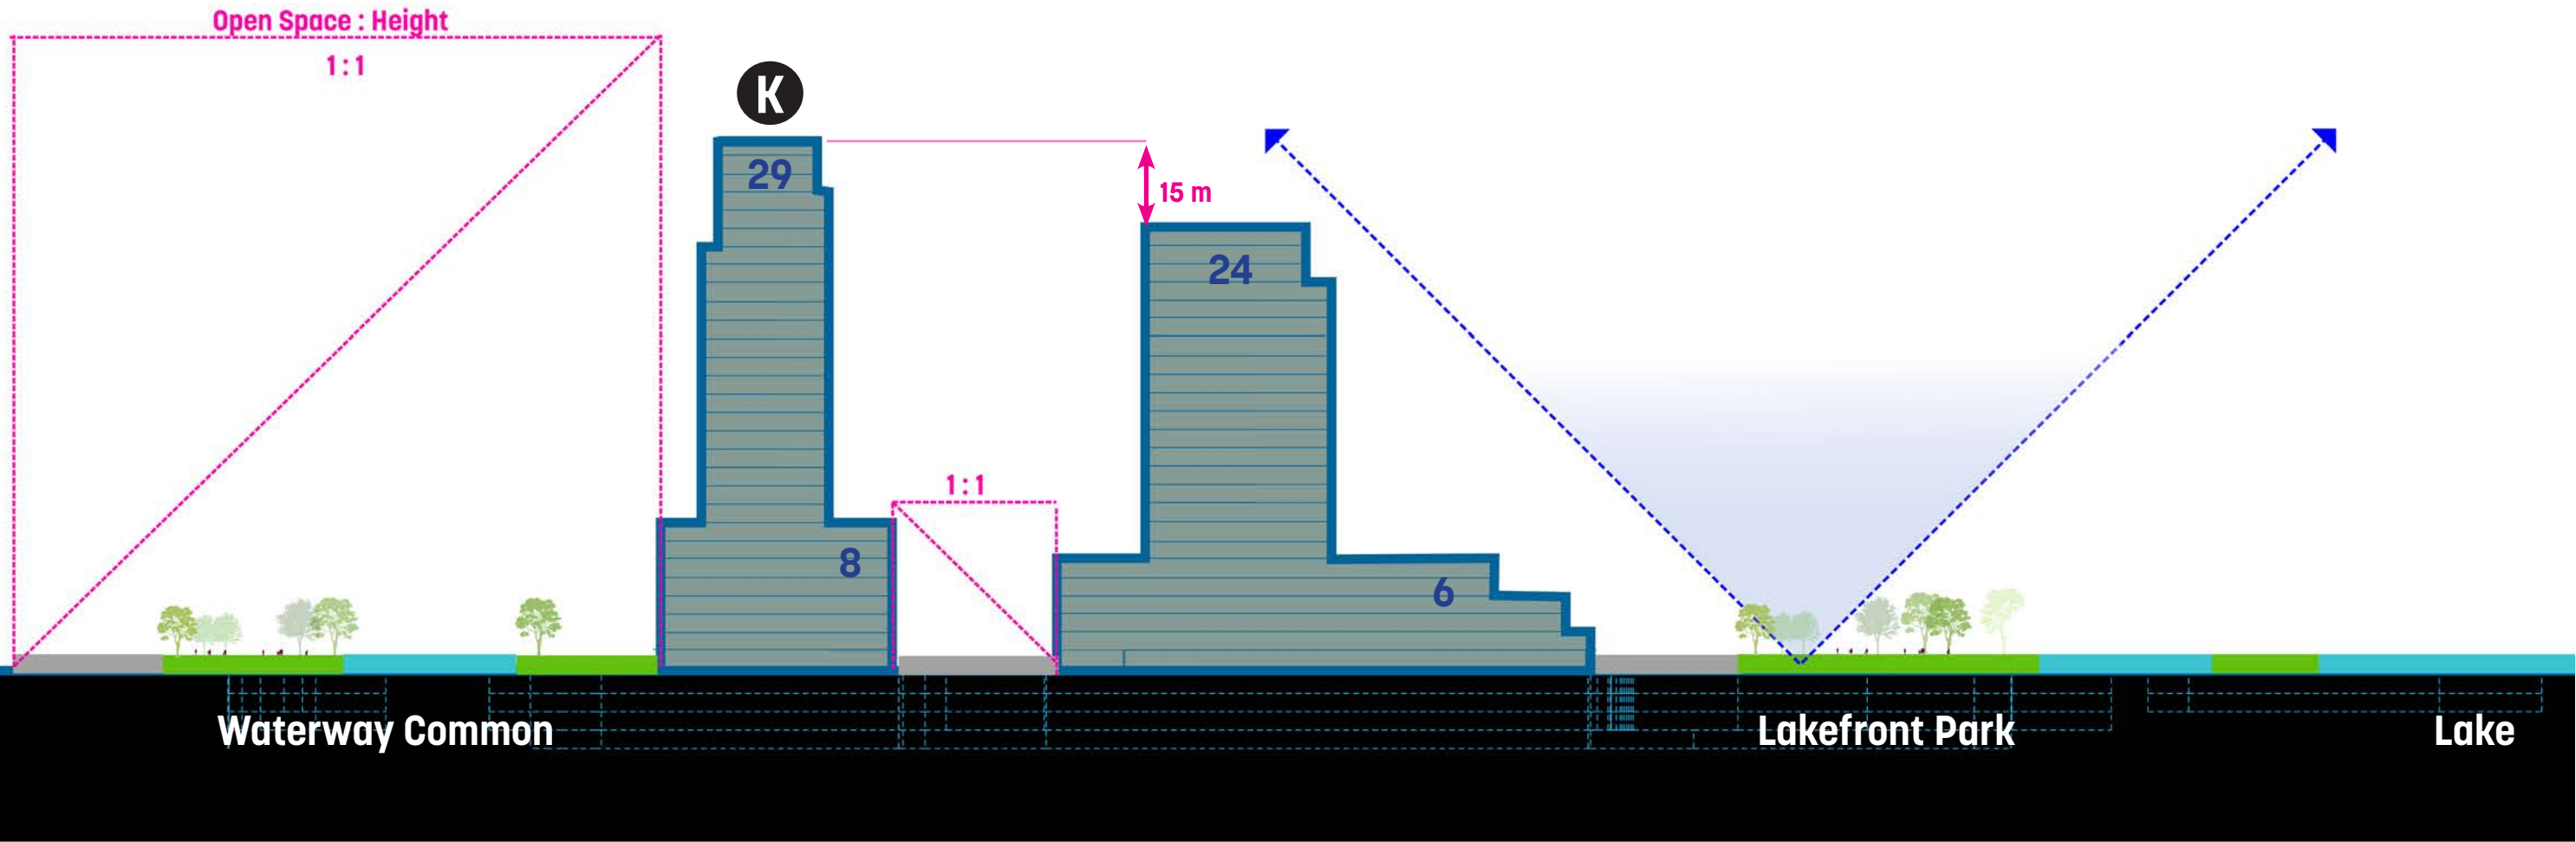 Open Space : Height
1 : 1
K
29
15 m
24
1 : 1
8
6
Waterway Common
Lakefront Park
Lake